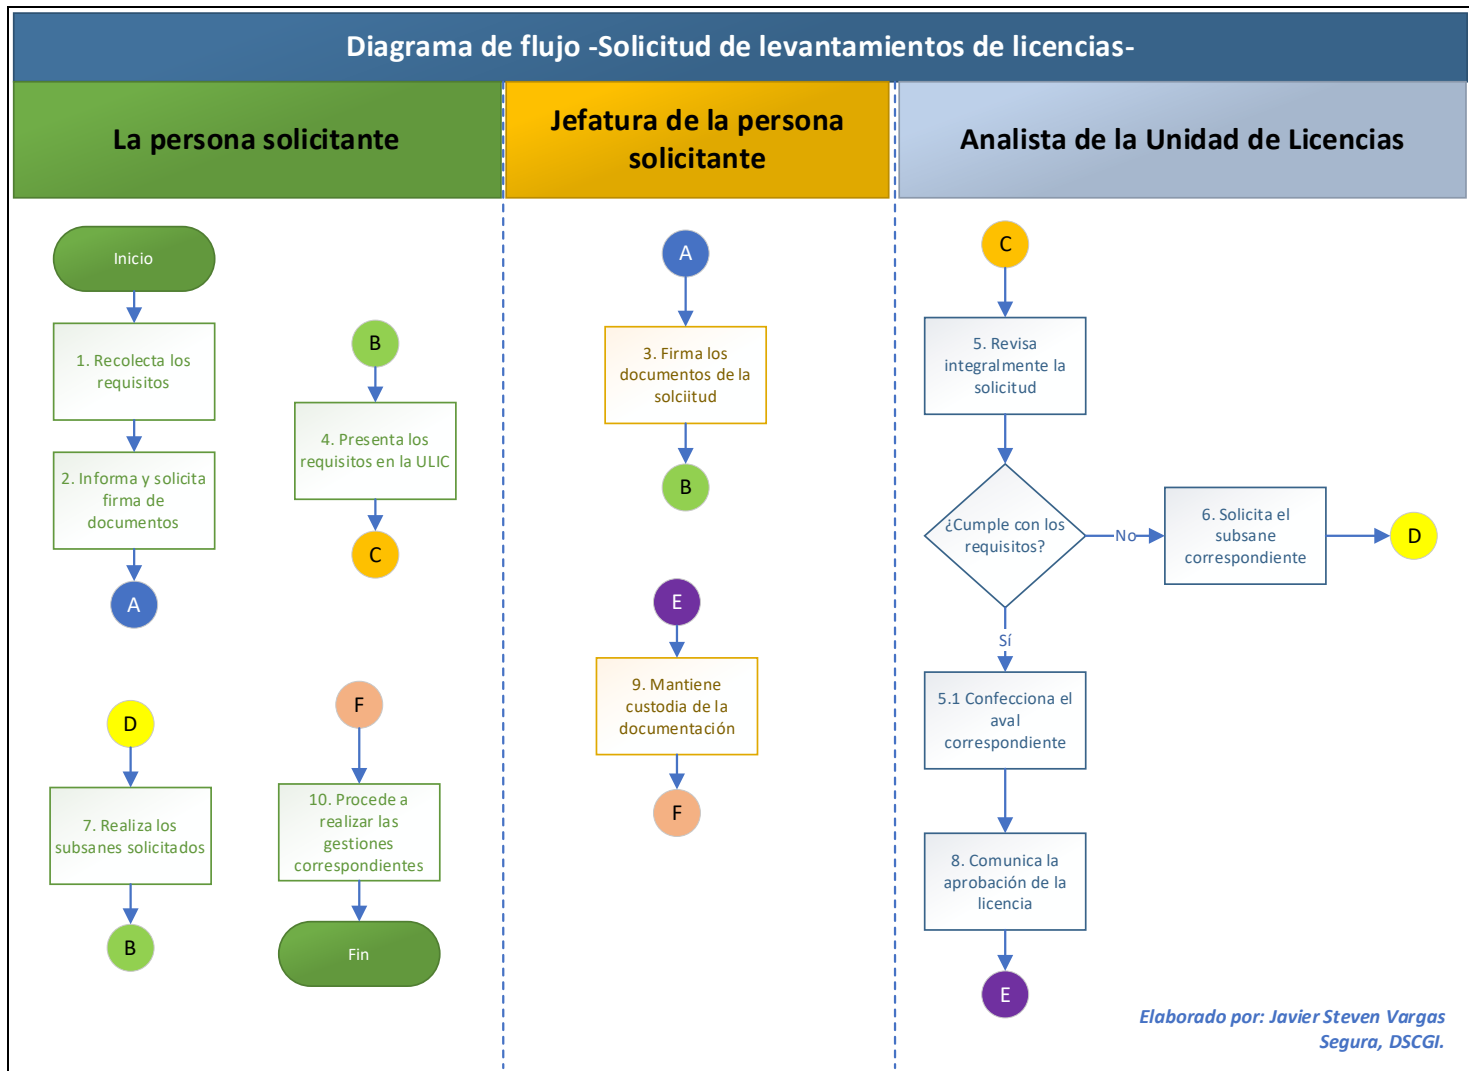 Diagrama de flujo -Solicitud de levantamientos de licencias-
La persona solicitante
Jefatura de la persona
solicitante
Analista de la Unidad de Licencias
Inicio
1. Recolecta los
requisitos
2. Informa y solicita
firma de
documentos
A
B
4. Presenta los
requisitos en la ULIC
C
D
7. Realiza los
subsanes solicitados
B
F
10. Procede a
realizar las
gestiones
correspondientes
Fin
A
3. Firma los
documentos de la
solciitud
B
E
9. Mantiene
custodia de la
documentación
F
C
5. Revisa
integralmente la
solicitud
¿Cumple con los
requisitos?
No
6. Solicita el
subsane
correspondiente
D
Sí
5.1 Confecciona el
aval
correspondiente
8. Comunica la
aprobación de la
licencia
E
Elaborado por: Javier Steven Vargas
Segura, DSCGI.